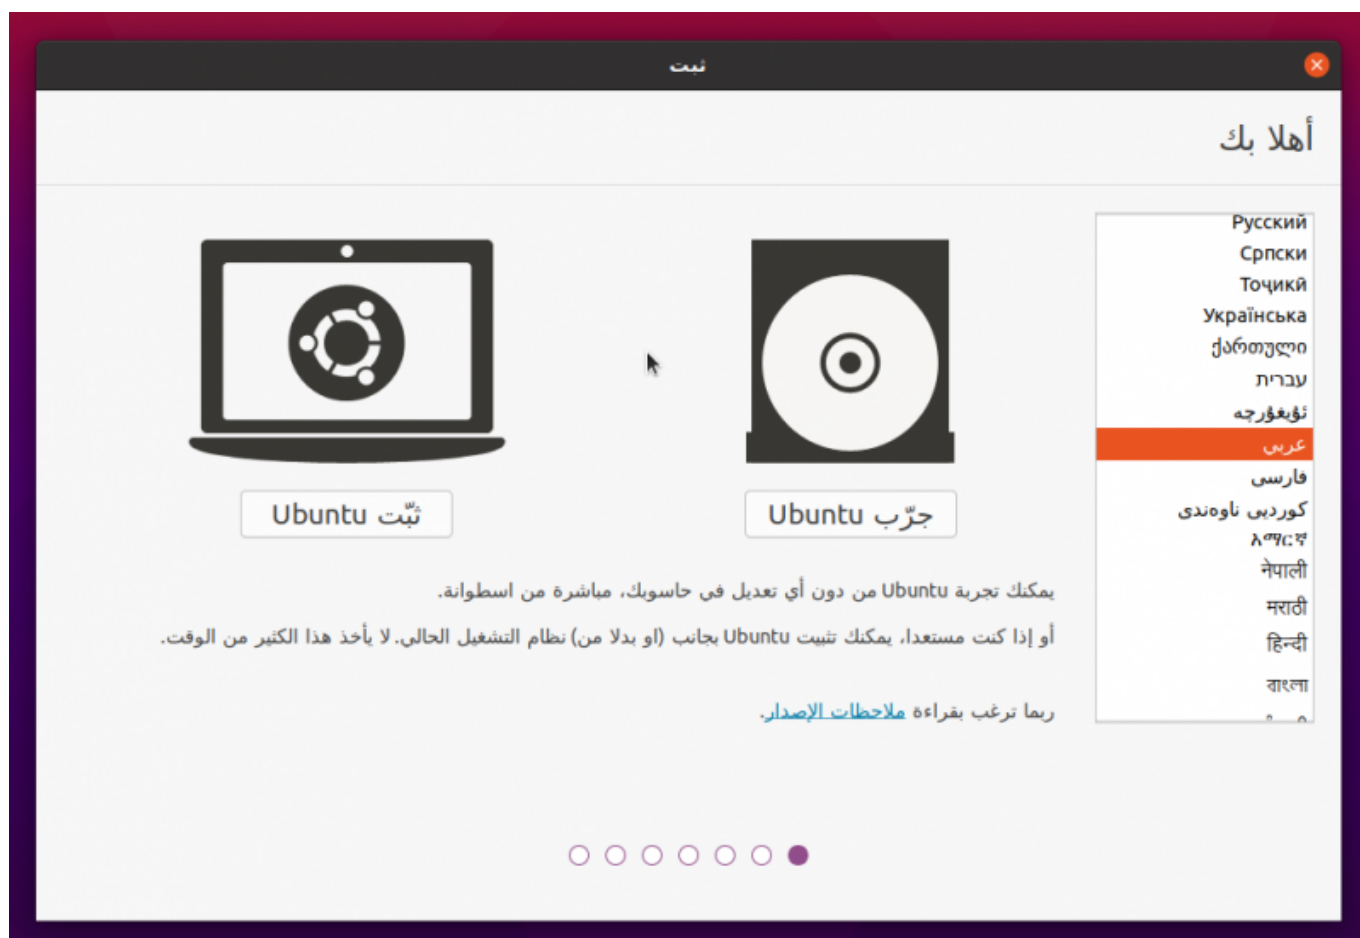 ثبت
أهلا بك
Русский
Српски
Тоҷикӣ
Українська
ქართული
עברית
ئۇيغۇرچە
عربي
فارسی
کوردیی ناوەندی
አማርኛ
नेपाली
मराठी
हिन्दी
বাংলা
جرّب Ubuntu
ثبّت Ubuntu
يمكنك تجربة Ubuntu من دون أي تعديل في حاسوبك، مباشرة من اسطوانة.
أو إذا كنت مستعدا، يمكنك تثبيت Ubuntu بجانب (او بدلا من) نظام التشغيل الحالي. لا يأخذ هذا الكثير من الوقت.
ربما ترغب بقراءة ملاحظات الإصدار.